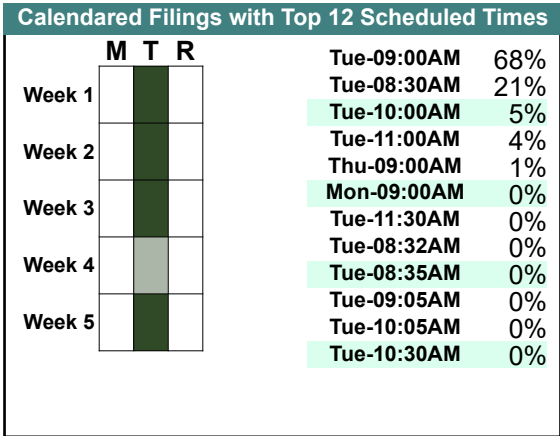 Calendared Filings with Top 12 Scheduled Times
M T R
Week 1
Week 2
Week 3
Week 4
Week 5
Tue-09:00AM 68%
Tue-08:30AM 21%
Tue-10:00AM 5%
Tue-11:00AM 4%
Thu-09:00AM 1%
Mon-09:00AM 0%
Tue-11:30AM 0%
Tue-08:32AM 0%
Tue-08:35AM 0%
Tue-09:05AM 0%
Tue-10:05AM 0%
Tue-10:30AM 0%